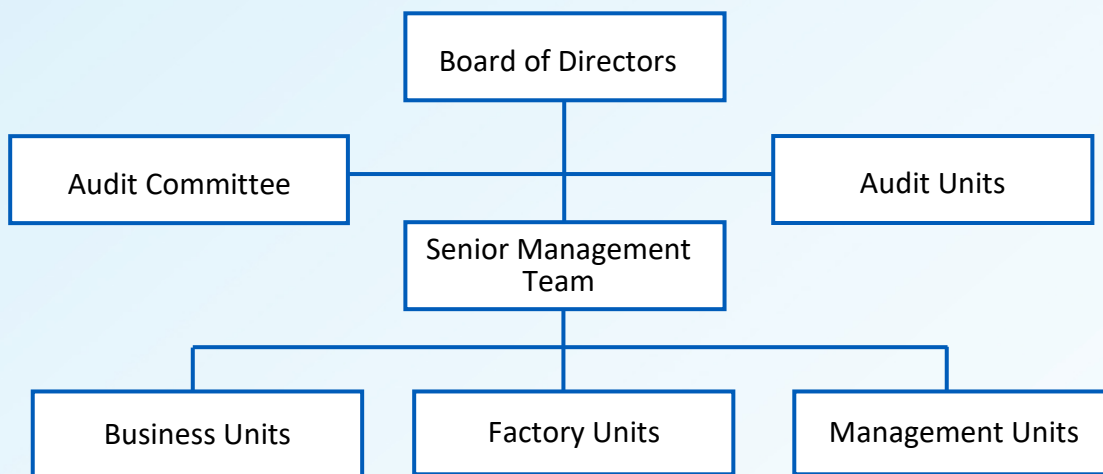 Board of Directors
Audit Committee
Audit Units
Senior Management
Team
Business Units
Factory Units
Management Units